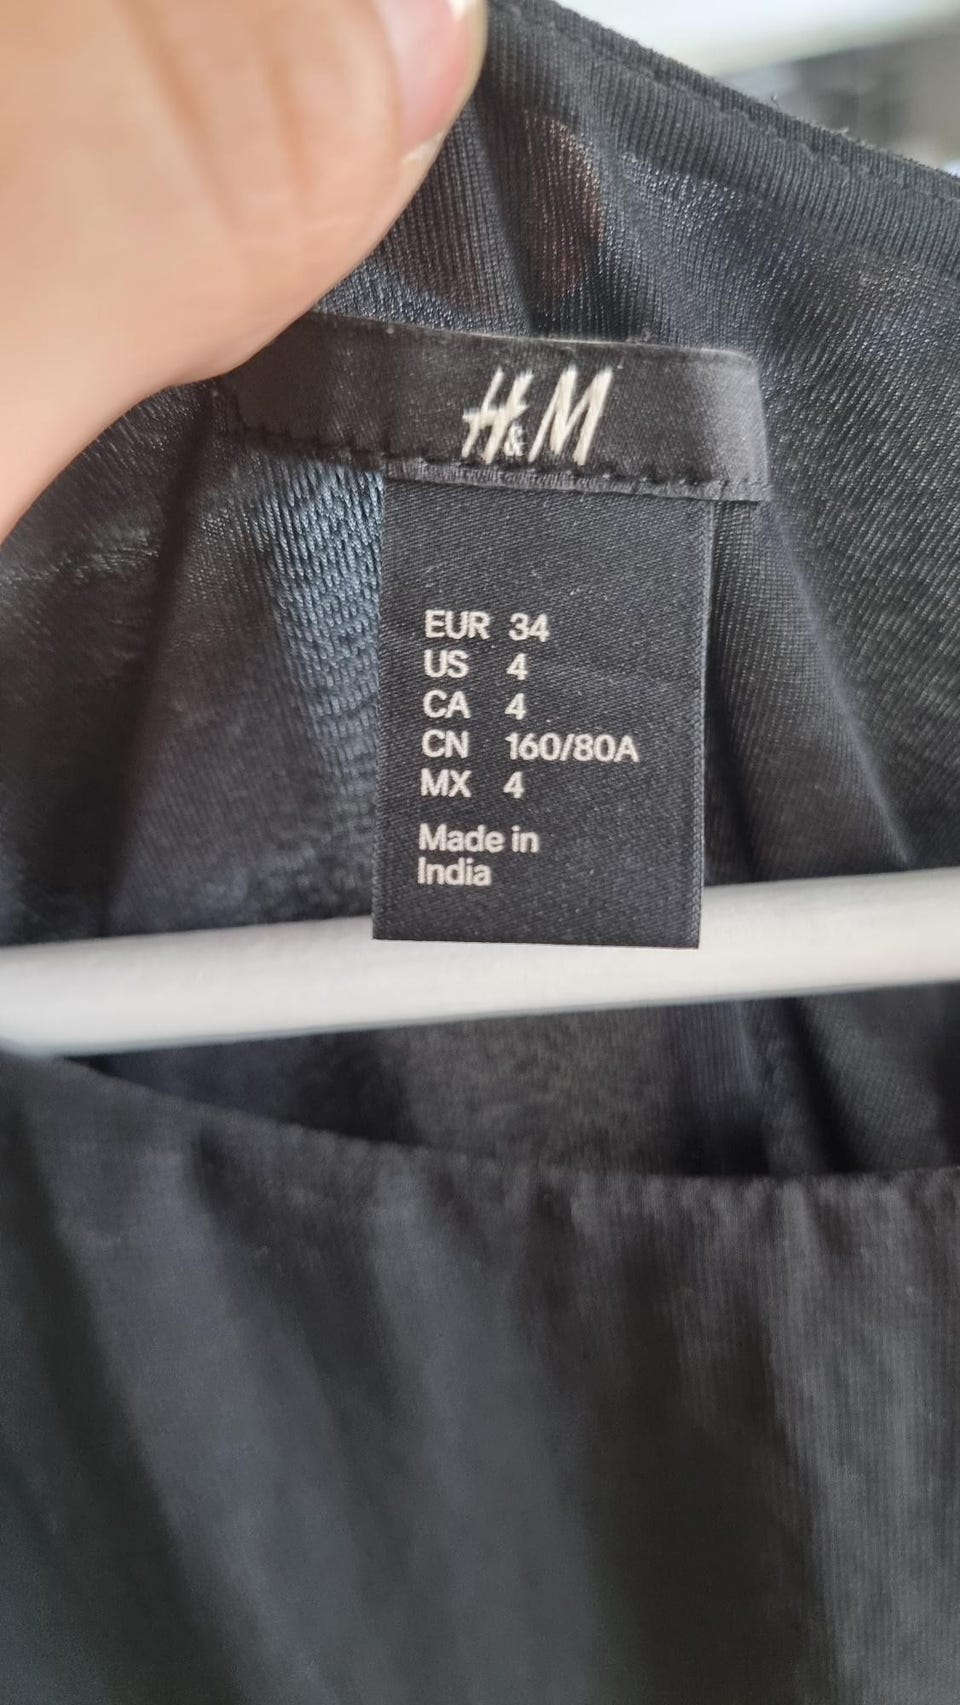 H&M
EUR 34
US 4
CA 4
CN 160/80A
MX 4
Made in
India